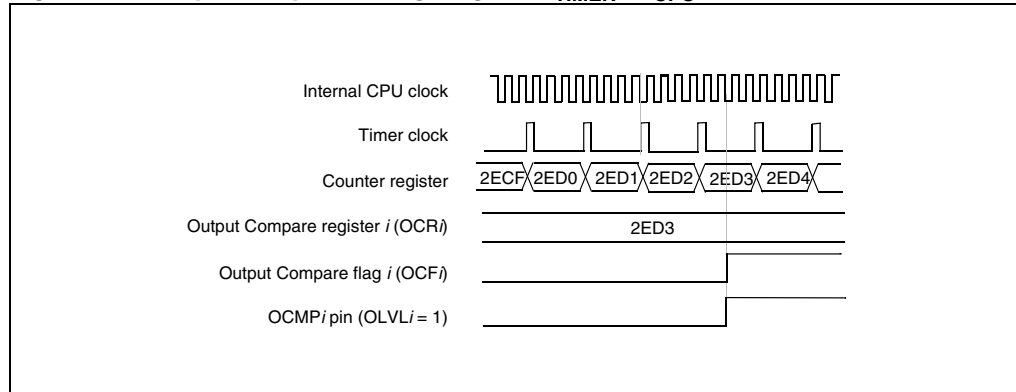 Internal CPU clock
Timer clock
Counter register 2ECF 2ED0 2ED1 2ED2 2ED3 2ED4
Output Compare register i (OCRi) 2ED3
Output Compare flag i (OCFi)
OCMPi pin (OLVLi = 1)